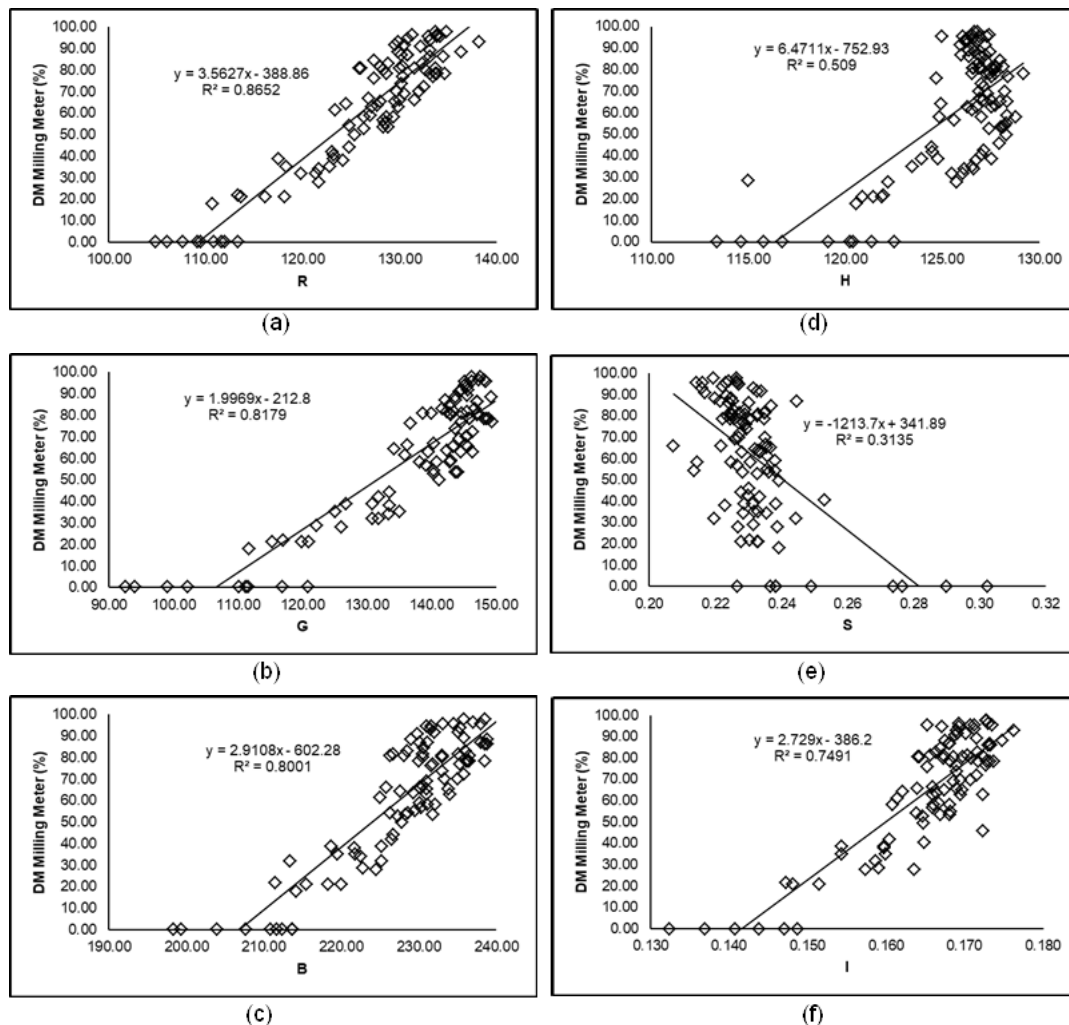 100.00
90.00
80.00
70.00
60.00
50.00
40.00
30.00
20.00
10.00
0.00
DM Milling Meter (%)
y = 3.5627x - 388.86
R² = 0.8652
100.00 110.00 120.00 130.00 140.00
R
(a)
100.00
90.00
80.00
70.00
60.00
50.00
40.00
30.00
20.00
10.00
0.00
DM Milling Meter (%)
y = 6.4711x - 752.93
R² = 0.509
110.00 115.00 120.00 125.00 130.00
H
(d)
100.00
90.00
80.00
70.00
60.00
50.00
40.00
30.00
20.00
10.00
0.00
DM Milling Meter (%)
y = 1.9969x - 212.8
R² = 0.8179
90.00 100.00 110.00 120.00 130.00 140.00 150.00
G
(b)
100.00
90.00
80.00
70.00
60.00
50.00
40.00
30.00
20.00
10.00
0.00
DM Milling Meter (%)
y = -1213.7x + 341.89
R² = 0.3135
0.20 0.22 0.24 0.26 0.28 0.30 0.32
S
(e)
100.00
90.00
80.00
70.00
60.00
50.00
40.00
30.00
20.00
10.00
0.00
DM Milling Meter (%)
y = 2.9108x - 602.28
R² = 0.8001
190.00 200.00 210.00 220.00 230.00 240.00
B
(c)
100.00
90.00
80.00
70.00
60.00
50.00
40.00
30.00
20.00
10.00
0.00
DM Milling Meter (%)
y = 2.729x - 386.2
R² = 0.7491
0.130 0.140 0.150 0.160 0.170 0.180
I
(f)